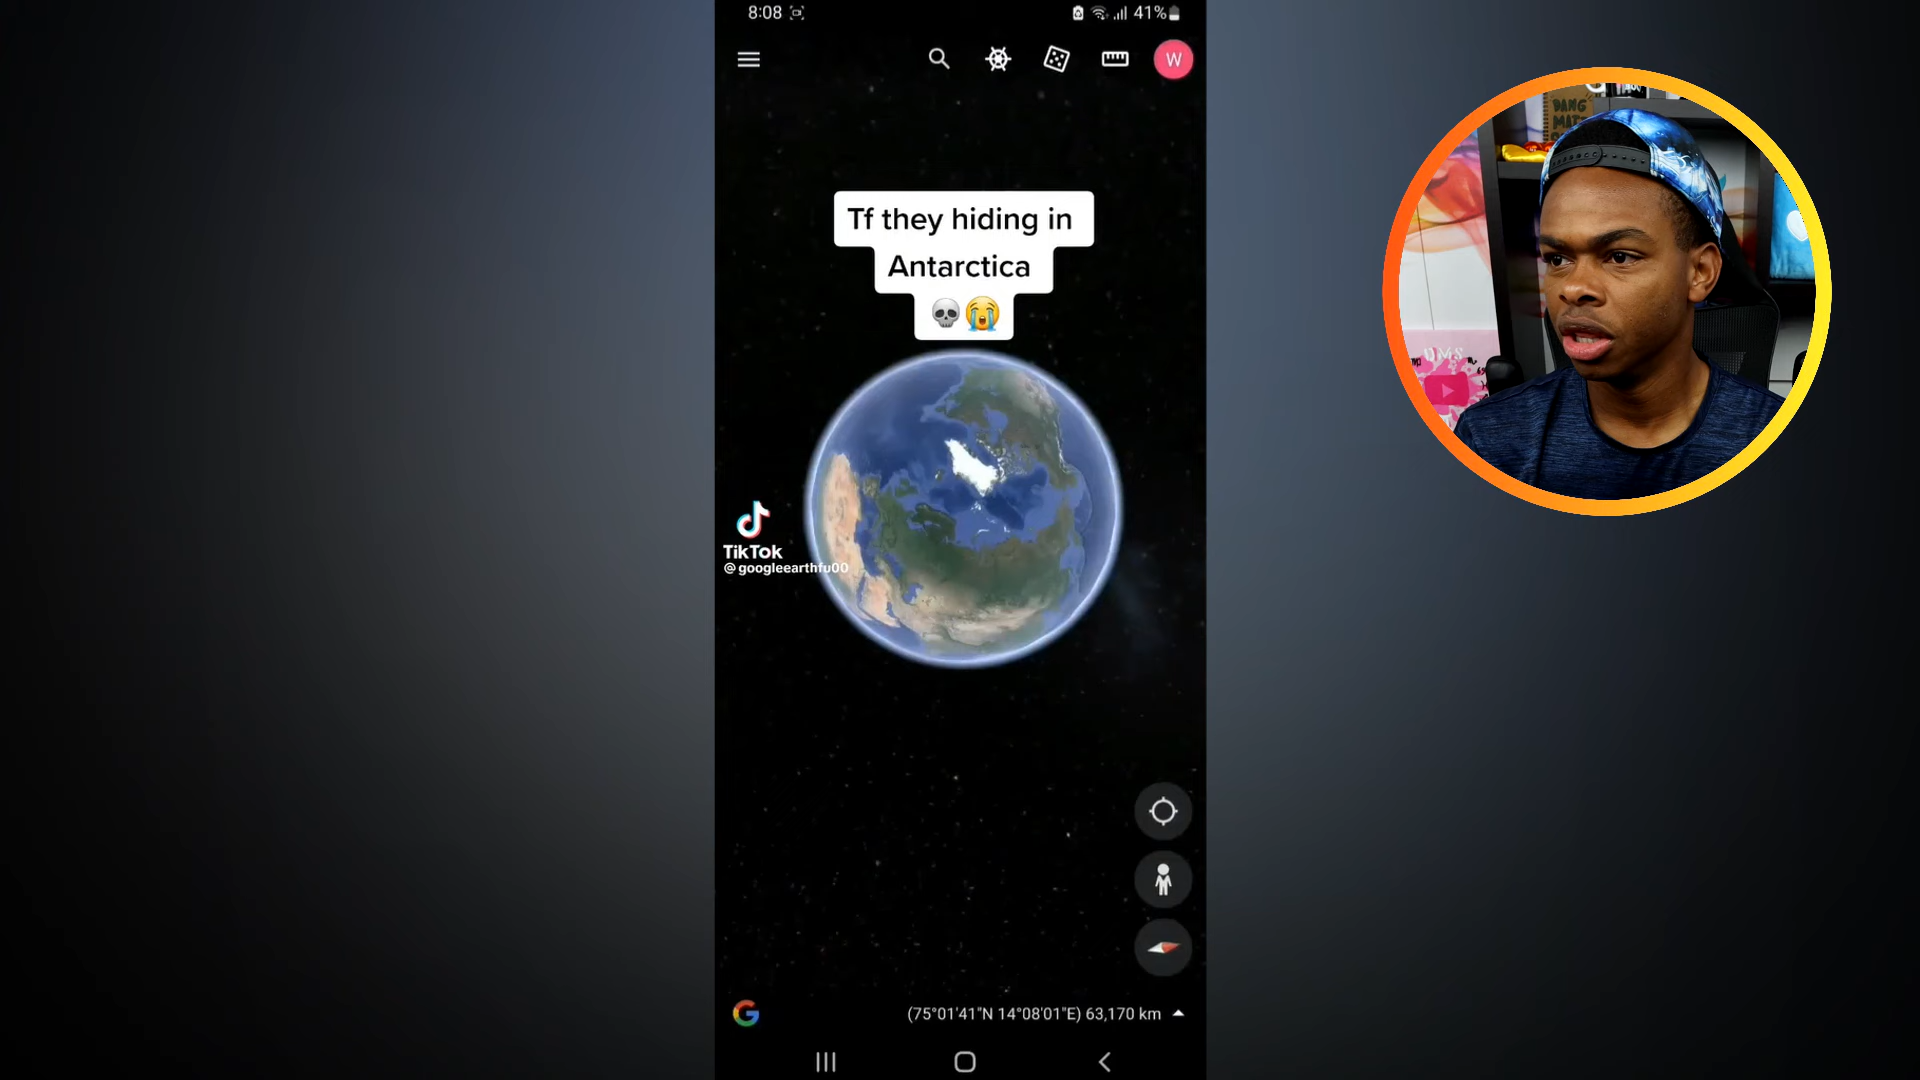 8:08
41%
W
Tf they hiding in
Antarctica
💀😭
TikTok
@googleearthfu00
(75°01'41"N 14°08'01"E) 63,170 km
DANG